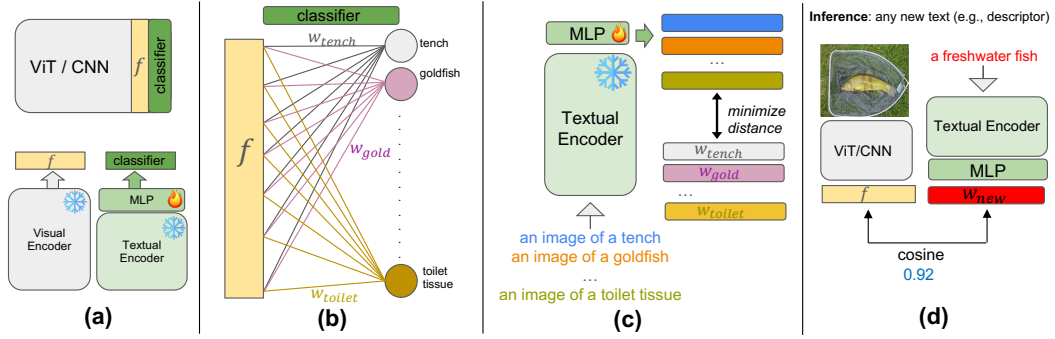 ViT / CNN
f
classifier
f
classifier
Visual
Encoder
MLP
Textual
Encoder
(a)
classifier
w_tench
tench
goldfish
f
w_gold
w_toilet
toilet
tissue
(b)
MLP
...
Textual
Encoder
minimize
distance
w_tench
w_gold
...
w_toilet
an image of a tench
an image of a goldfish
...
an image of a toilet tissue
(c)
Inference: any new text (e.g., descriptor)
a freshwater fish
ViT/CNN
f
Textual Encoder
MLP
w_new
cosine
0.92
(d)